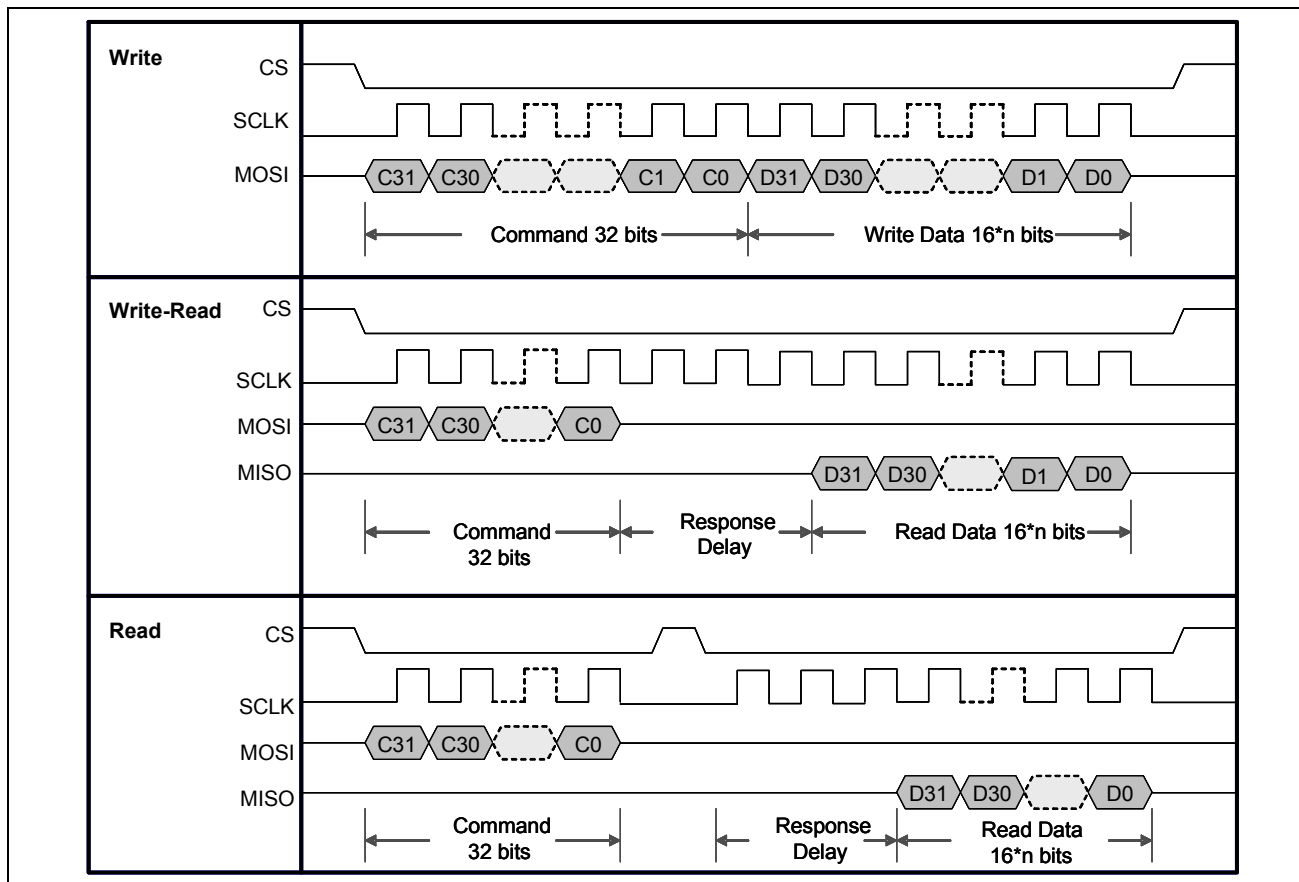 Write
CS
SCLK
MOSI C31 C30 C1 C0 D31 D30 D1 D0
Command 32 bits Write Data 16*n bits
Write-Read CS
SCLK
MOSI C31 C30 C0
MISO D31 D30 D1 D0
Command
32 bits
Response
Delay
Read Data 16*n bits
Read CS
SCLK
MOSI C31 C30 C0
MISO D31 D30 D0
Command
32 bits
Response
Delay
Read Data
16*n bits